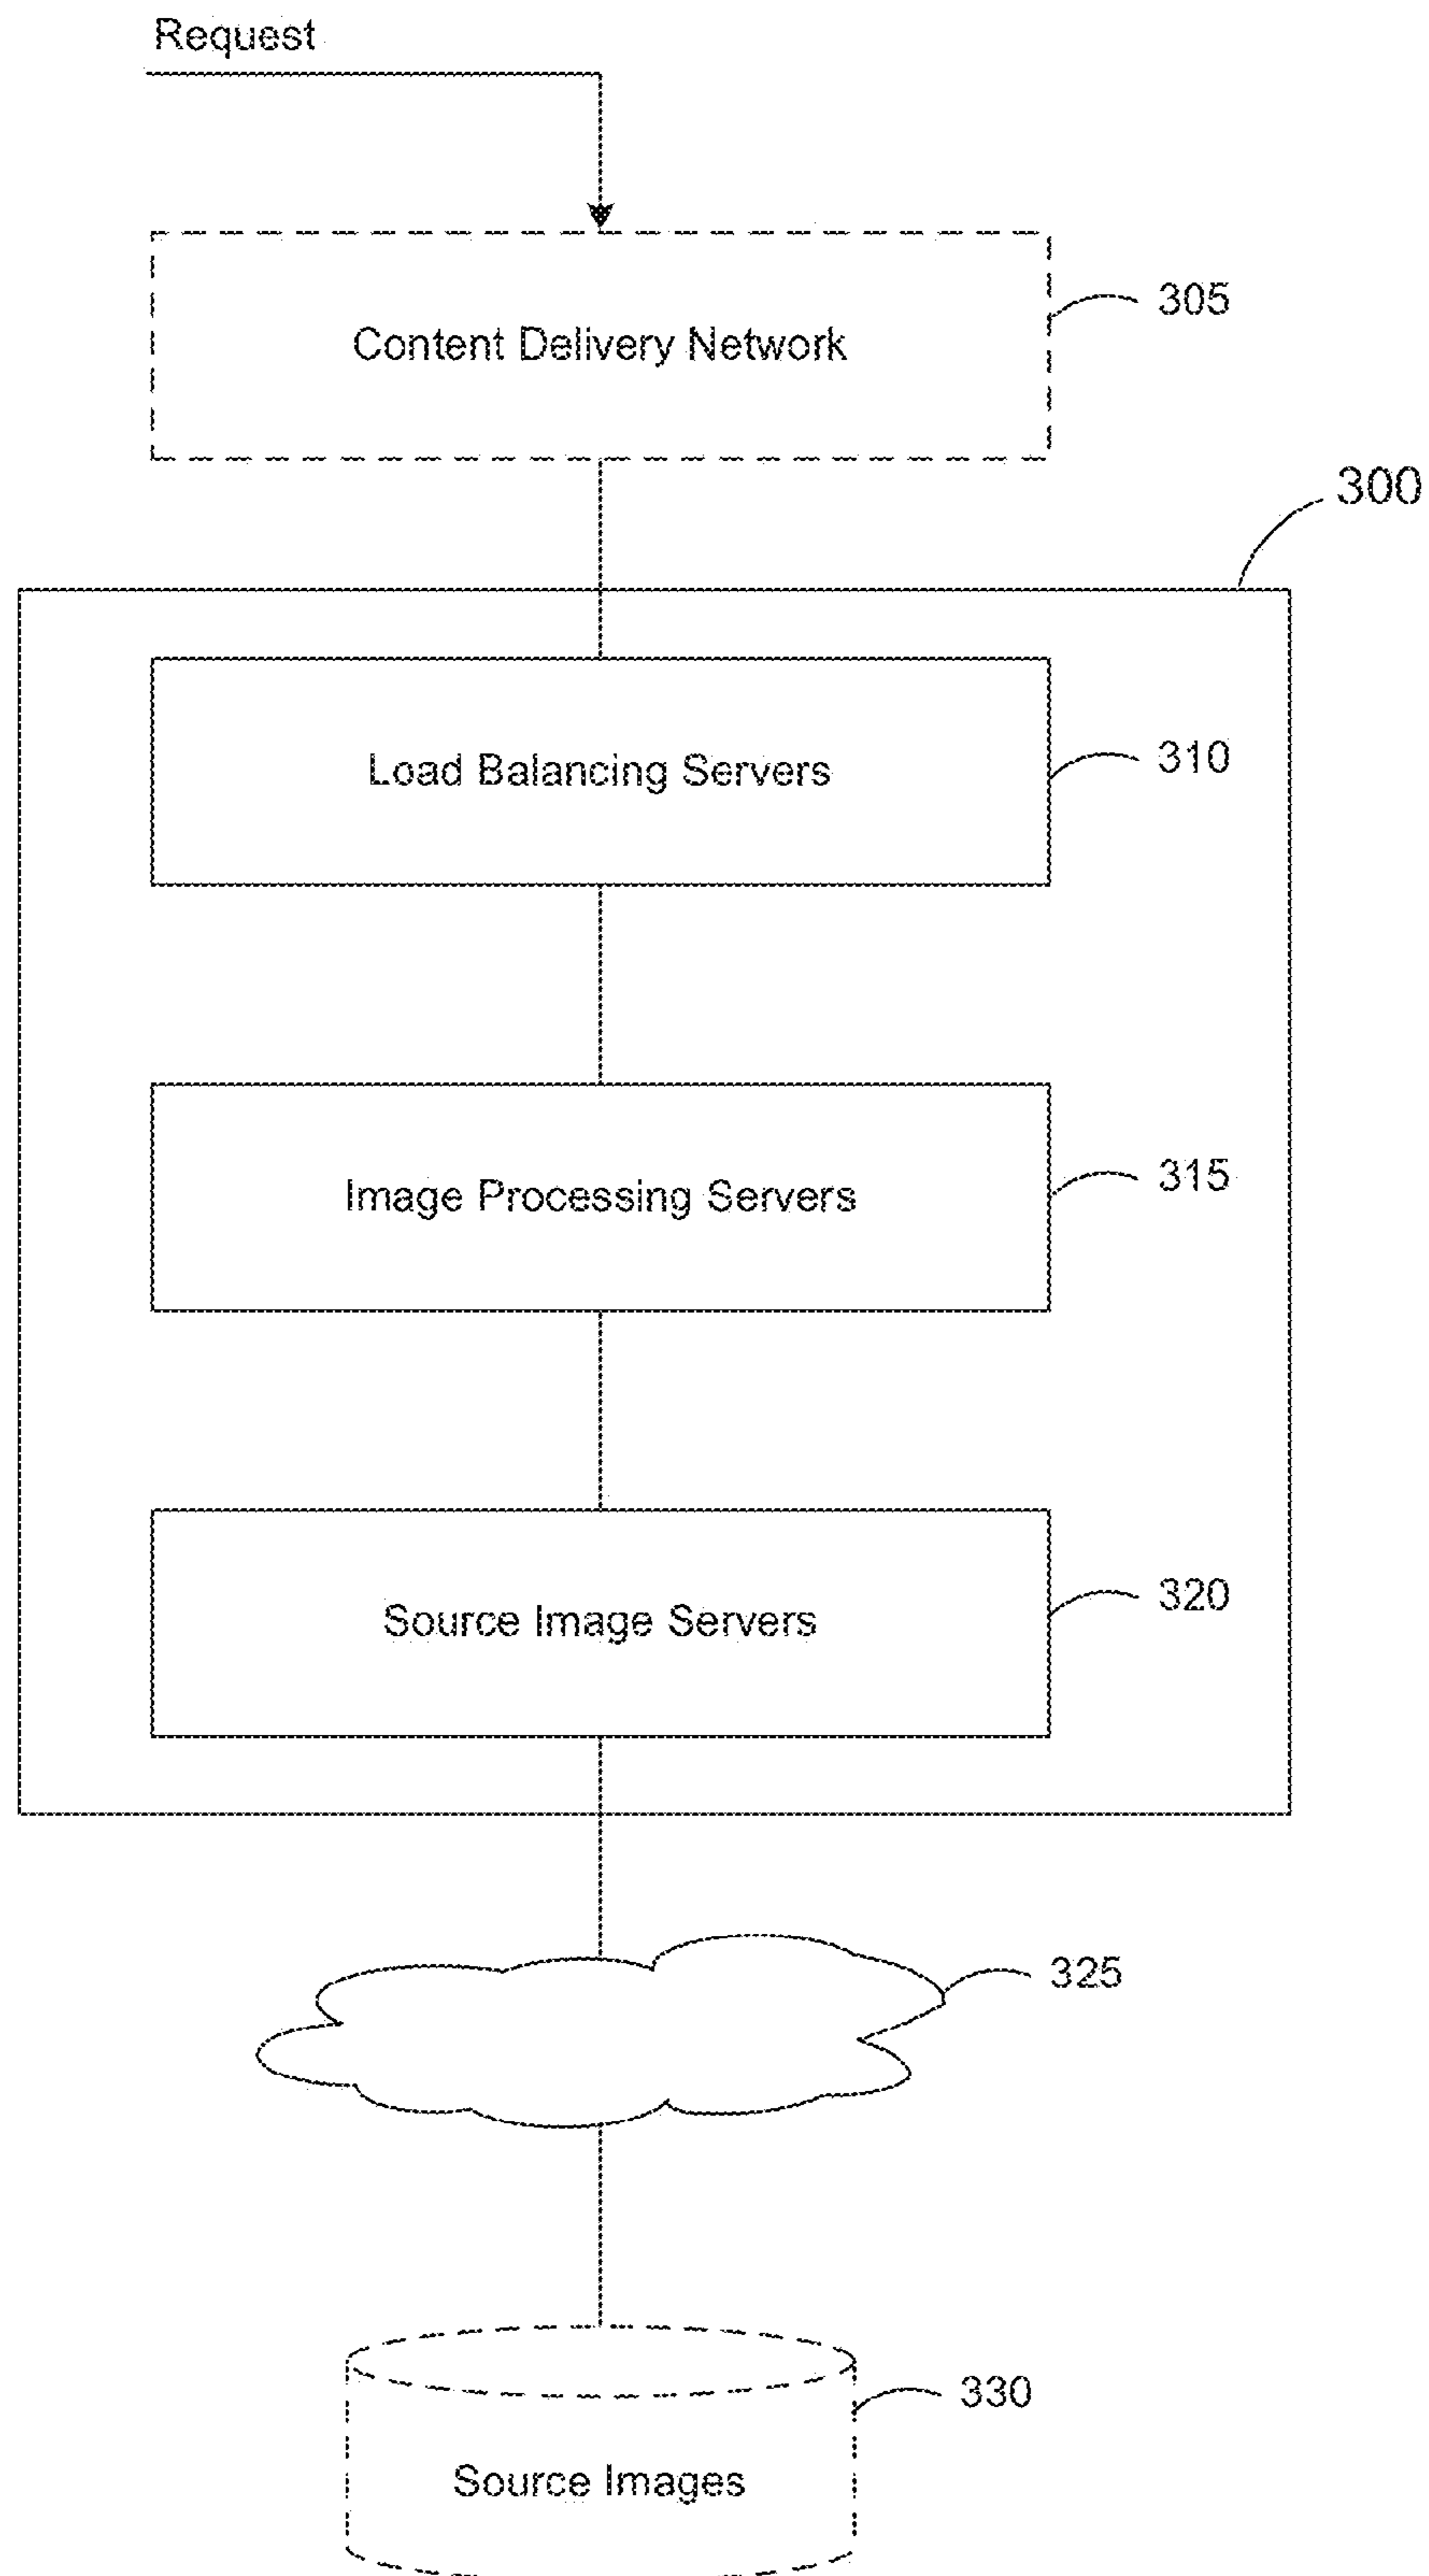 Request
Content Delivery Network
305
300
Load Balancing Servers
310
Image Processing Servers
315
Source Image Servers
320
325
330
Source Images